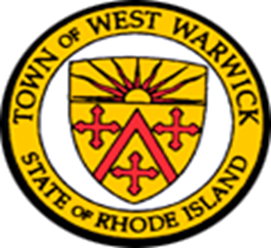 TOWN OF WEST WARWICK
STATE OF RHODE ISLAND